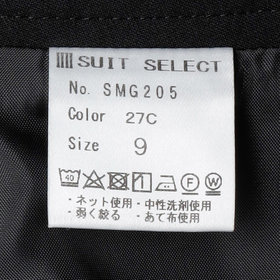 SUIT SELECT
No. SMG205
Color 27C
Size 9
40 F W
・ネット使用・中性洗剤使用
・弱く絞る・あて布使用